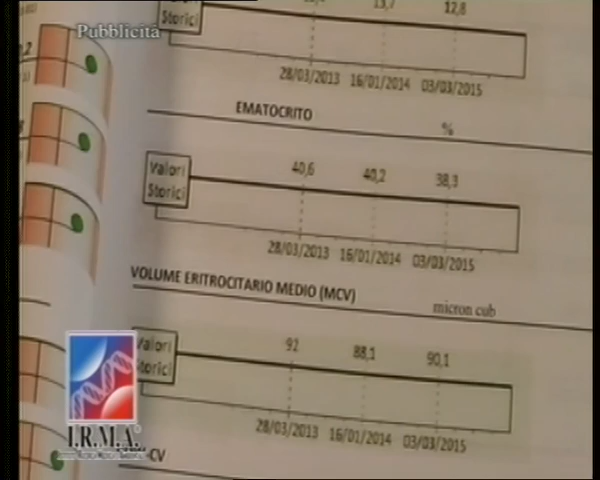 Pubblicità
Storici
13,7 12,8
28/03/2013 16/01/2014 03/03/2015
EMATOCRITO
%
Valori
Storici
40,6 40,2 38,3
28/03/2013 16/01/2014 03/03/2015
VOLUME ERITROCITARIO MEDIO (MCV)
micron cub
Valori
Storici
92 88,1 90,1
28/03/2013 16/01/2014 03/03/2015
I.R.M.A.
CV